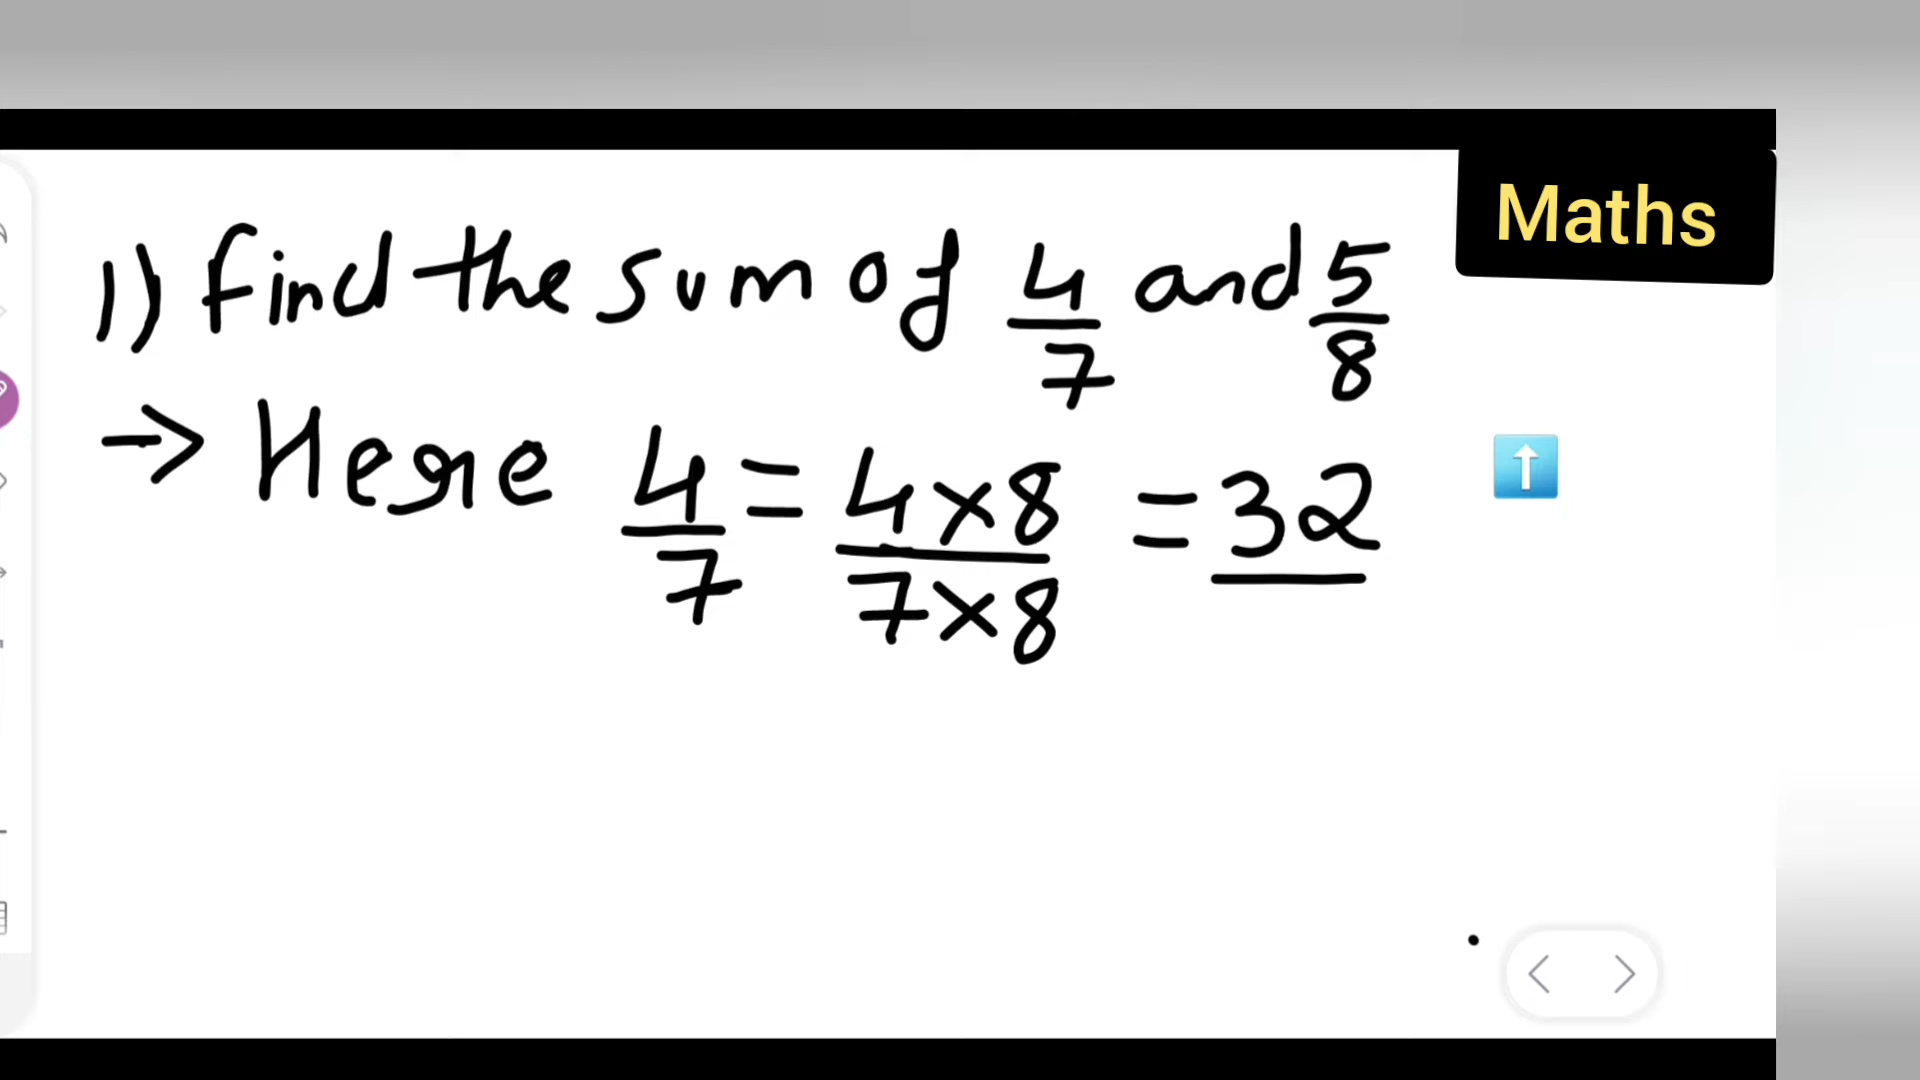 Maths
1) find the sum of 4/7 and 5/8
→ Here 4/7 = 4×8/7×8 = 32